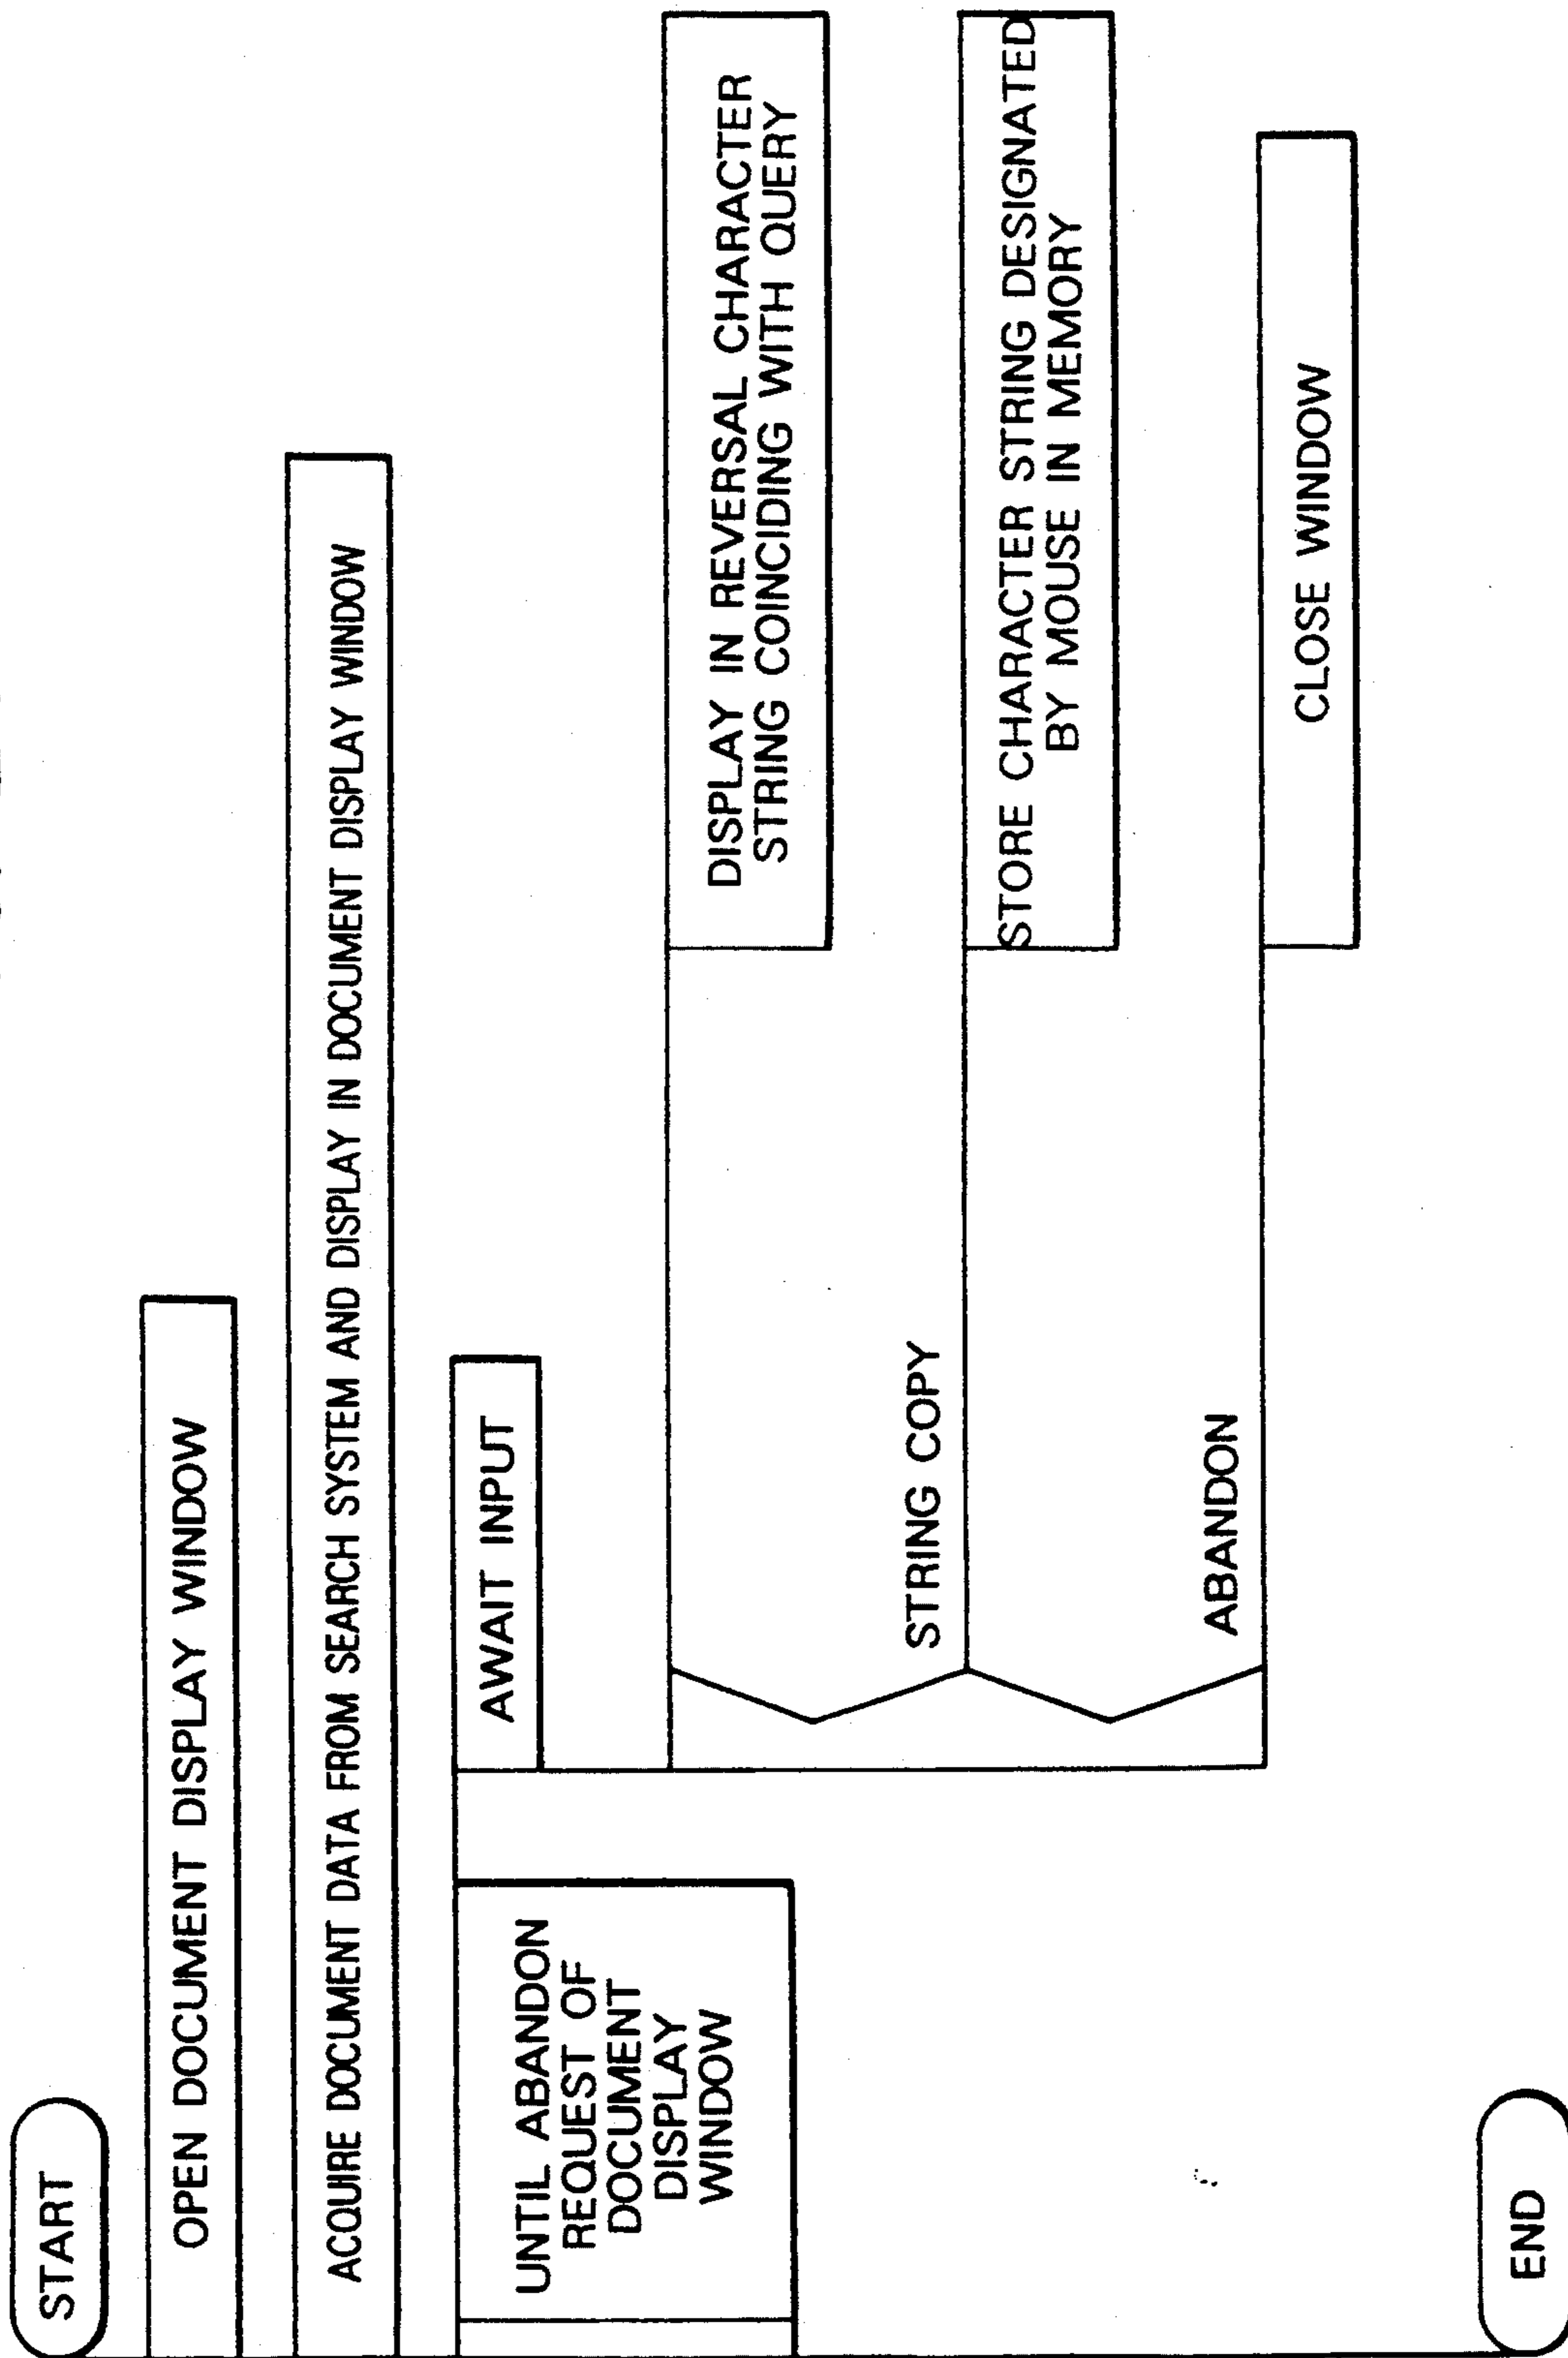 START
OPEN DOCUMENT DISPLAY WINDOW
ACQUIRE DOCUMENT DATA FROM SEARCH SYSTEM AND DISPLAY IN DOCUMENT DISPLAY WINDOW
UNTIL ABANDON
REQUEST OF
DOCUMENT
DISPLAY
WINDOW
AWAIT INPUT
DISPLAY IN REVERSAL CHARACTER
STRING COINCIDING WITH QUERY
STRING COPY
STORE CHARACTER STRING DESIGNATED
BY MOUSE IN MEMORY
ABANDON
CLOSE WINDOW
END